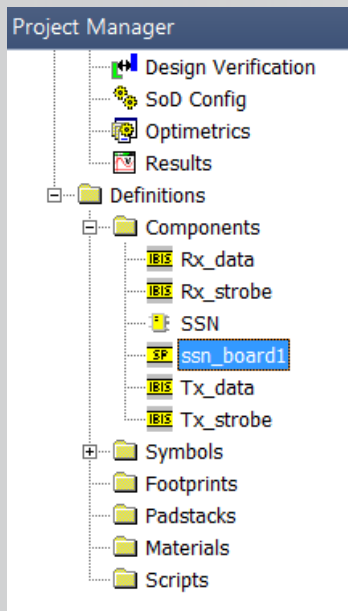 Project Manager
Design Verification
SoD Config
Optimetrics
Results
Definitions
Components
IBIS Rx_data
IBIS Rx_strobe
SSN
SP ssn_board1
IBIS Tx_data
IBIS Tx_strobe
Symbols
Footprints
Padstacks
Materials
Scripts